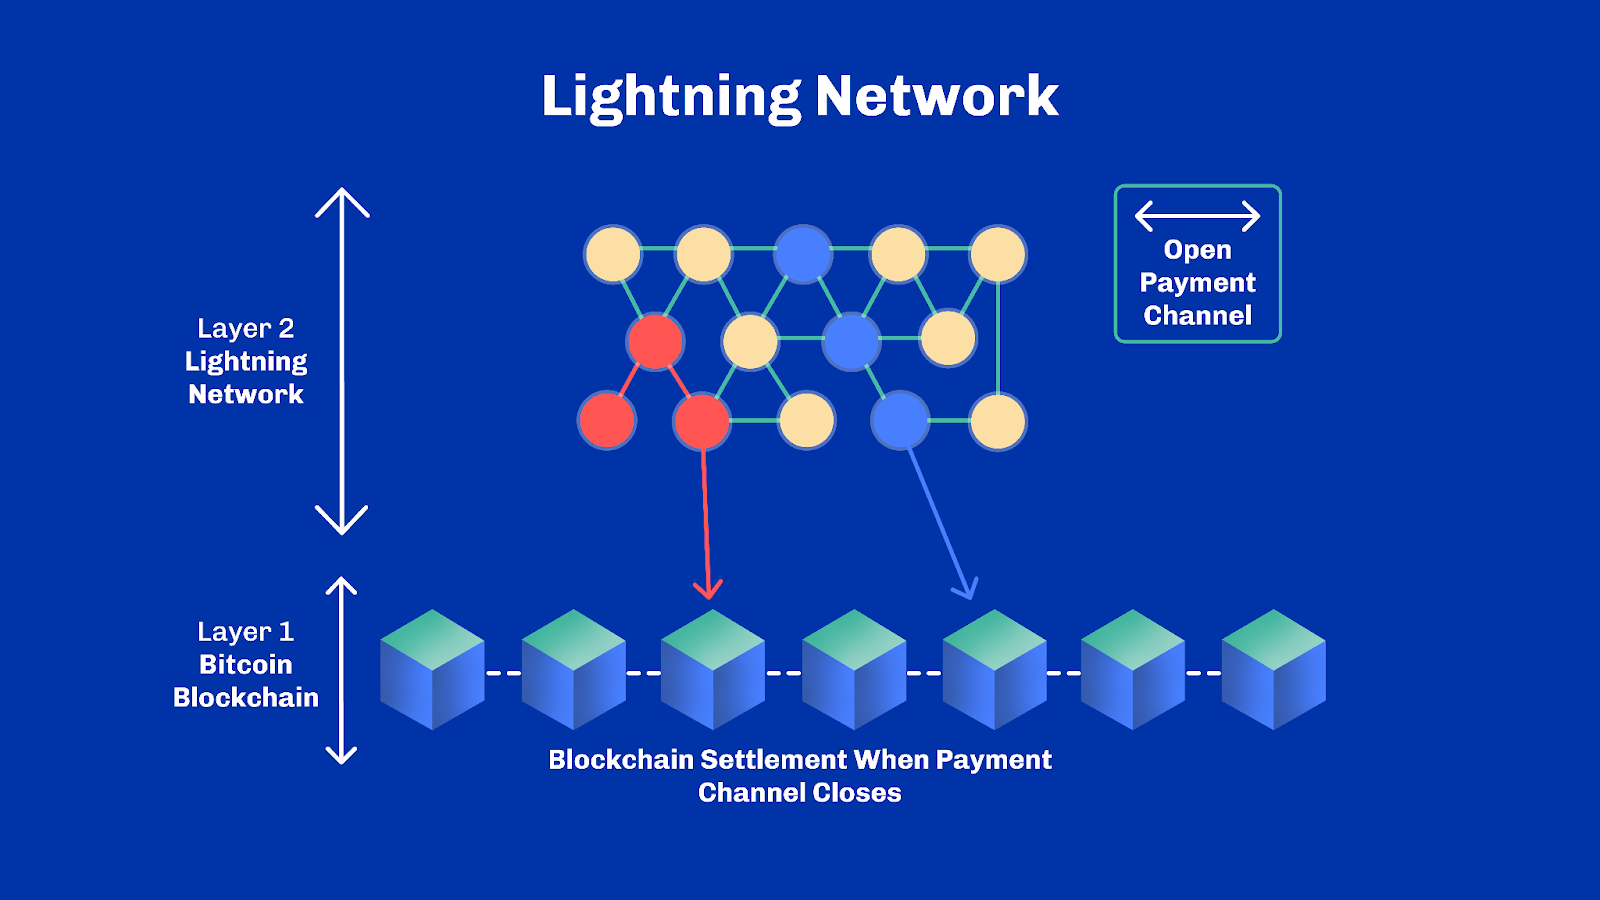 Lightning Network
Layer 2
Lightning
Network
Open
Payment
Channel
Layer 1
Bitcoin
Blockchain
Blockchain Settlement When Payment
Channel Closes